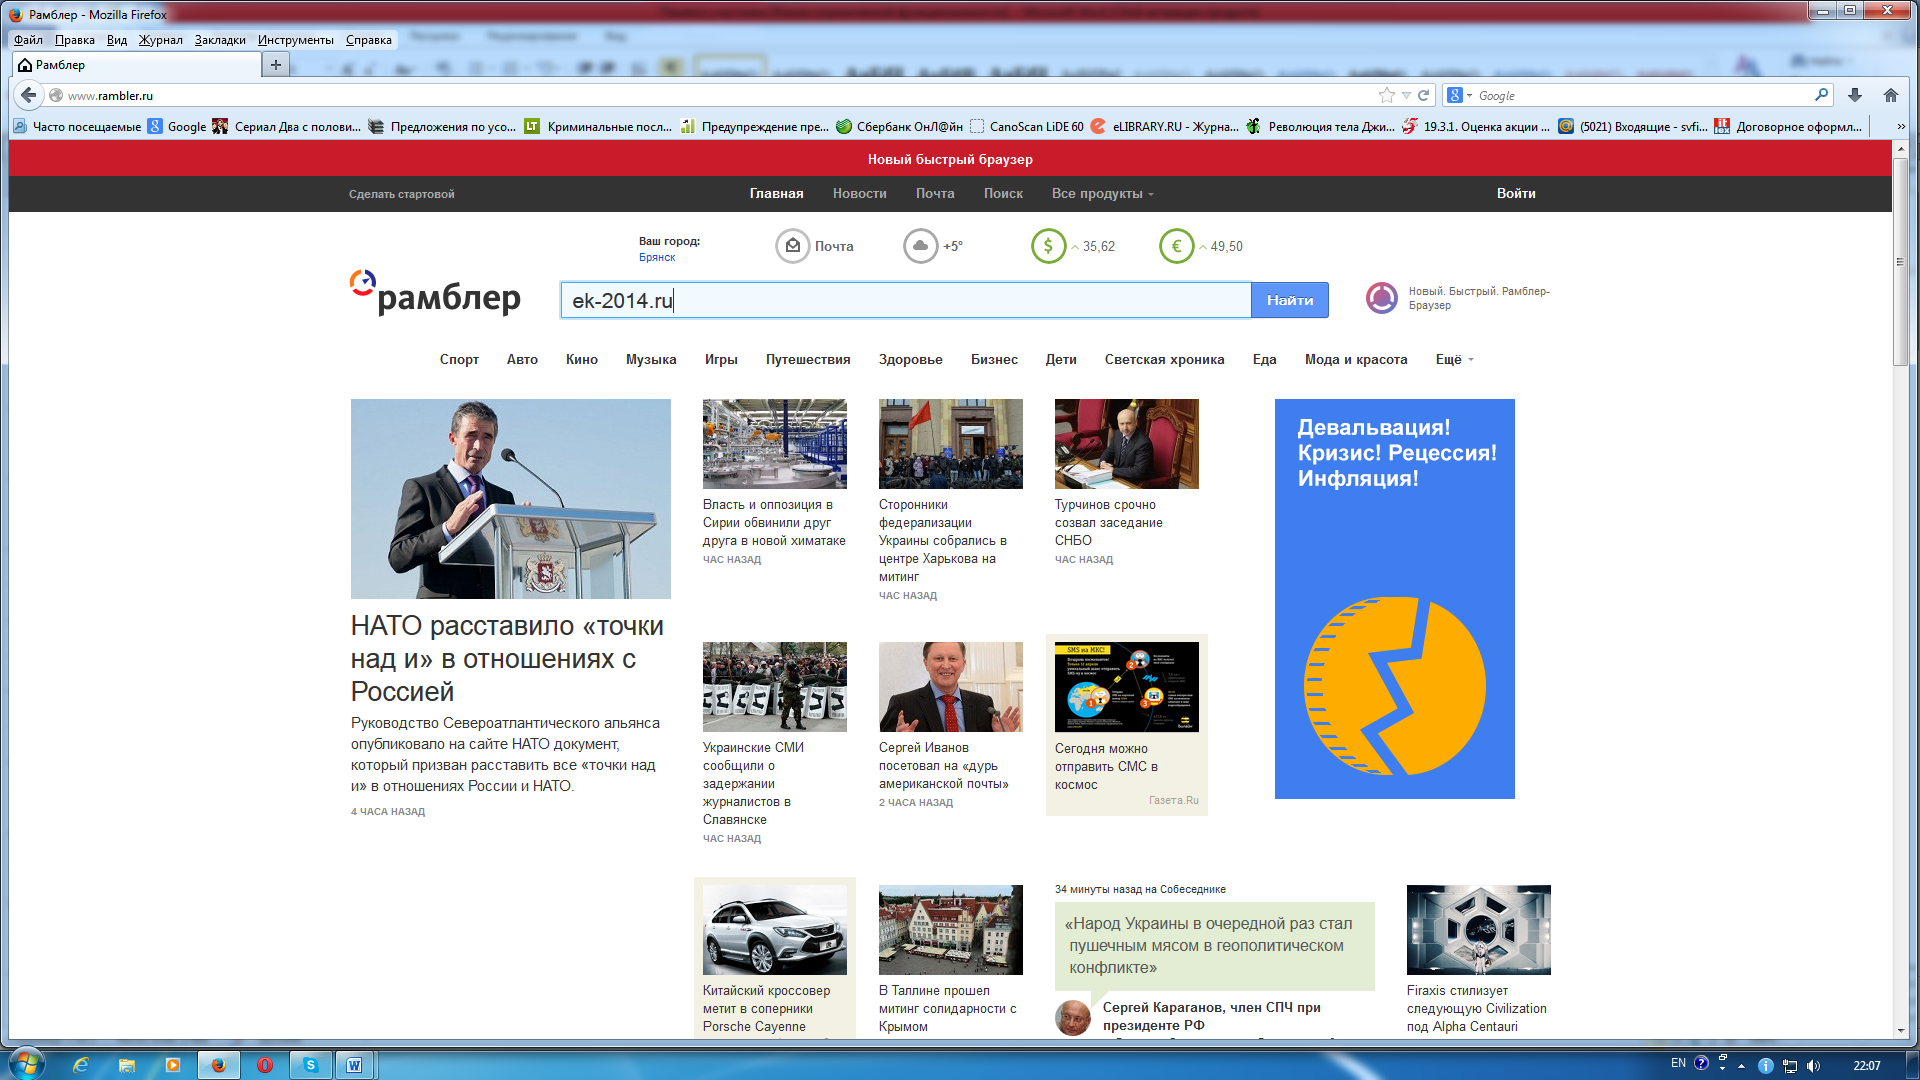 Рамблер - Mozilla Firefox
Файл Правка Вид Журнал Закладки Инструменты Справка
Рамблер
www.rambler.ru
Google
Часто посещаемые Google Сериал Два с полови... Предложения по усо... Криминальные посл... Предупреждение пре... Сбербанк ОнЛ@йн CanoScan LiDE 60 eLIBRARY.RU - Журна... Революция тела Джи... 19.3.1. Оценка акции ... (5021) Входящие - svfi... Договорное оформл... »
Новый быстрый браузер
Сделать стартовой Главная Новости Почта Поиск Все продукты Войти
Ваш город:
Брянск
Почта +5° $ 35,62 € 49,50
рамблер
ek-2014.ru Найти
Новый. Быстрый. Рамблер-
Браузер
Спорт Авто Кино Музыка Игры Путешествия Здоровье Бизнес Дети Светская хроника Еда Мода и красота Ещё
НАТО расставило «точки
над и» в отношениях с
Россией
Руководство Североатлантического альянса
опубликовало на сайте НАТО документ,
который призван расставить все «точки над
и» в отношениях России и НАТО.
4 ЧАСА НАЗАД
Власть и оппозиция в
Сирии обвинили друг
друга в новой химатаке
ЧАС НАЗАД
Сторонники
федерализации
Украины собрались в
центре Харькова на
митинг
ЧАС НАЗАД
Турчинов срочно
созвал заседание
СНБО
ЧАС НАЗАД
Девальвация!
Кризис! Рецессия!
Инфляция!
Украинские СМИ
сообщили о
задержании
журналистов в
Славянске
ЧАС НАЗАД
Сергей Иванов
посетовал на «дурь
американской почты»
2 ЧАСА НАЗАД
SMS на МКС!
Сегодня можно
отправить СМС в
космос
Газета.Ru
Китайский кроссовер
метит в соперники
Porsche Cayenne
В Таллине прошел
митинг солидарности с
Крымом
34 минуты назад на Собеседнике
«Народ Украины в очередной раз стал
пушечным мясом в геополитическом
конфликте»
Сергей Караганов, член СПЧ при
президенте РФ
Firaxis стилизует
следующую Civilization
под Alpha Centauri
EN 22:07